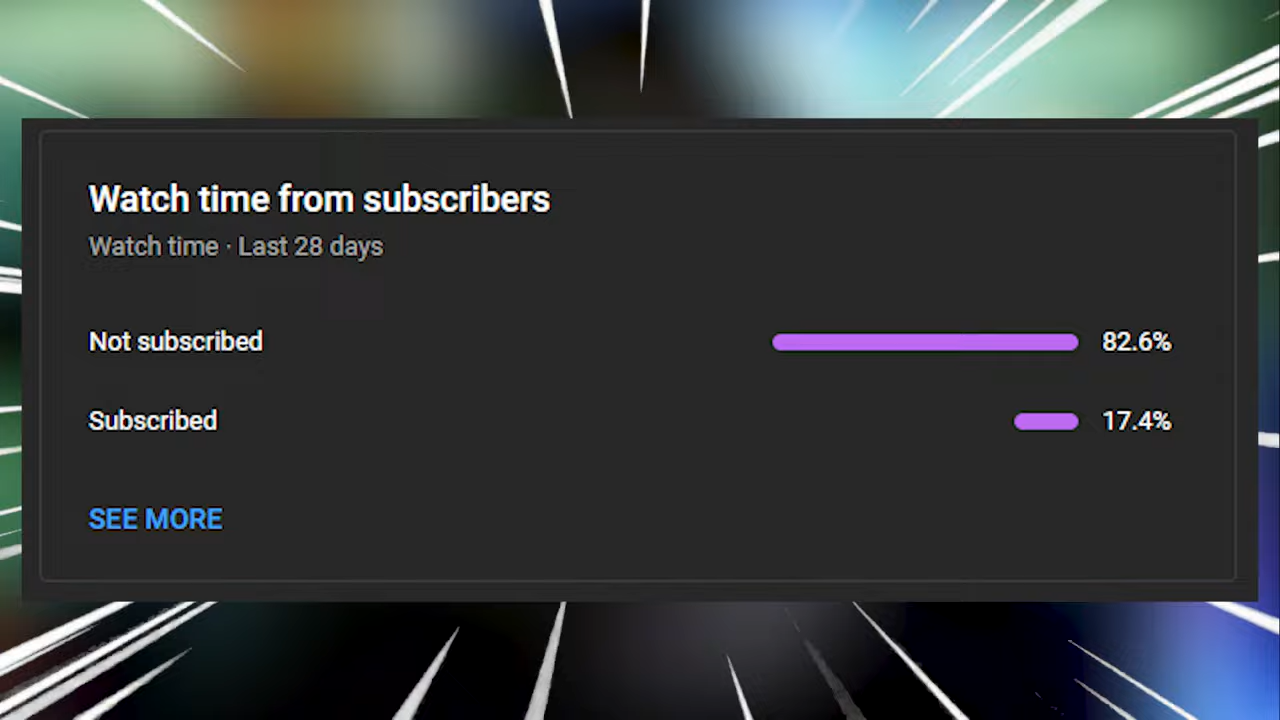 Watch time from subscribers
Watch time · Last 28 days
Not subscribed 82.6%
Subscribed 17.4%
SEE MORE